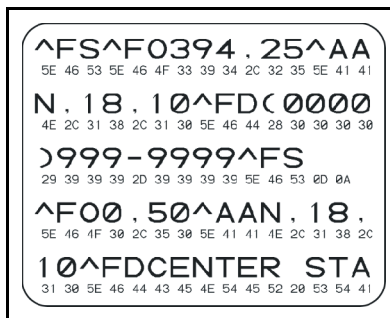 ^FS^FO394,25^AA
5E 46 53 5E 46 4F 33 39 34 2C 32 35 5E 41 41
N,18,10^FD(0000
4E 2C 31 38 2C 31 30 5E 46 44 28 30 30 30 30
)999-9999^FS
29 39 39 39 2D 39 39 39 39 5E 46 53 0D 0A
^FO0,50^AAN,18,
5E 46 4F 30 2C 35 30 5E 41 41 4E 2C 31 38 2C
10^FDCENTER STA
31 30 5E 46 44 43 45 4E 54 45 52 20 53 54 41